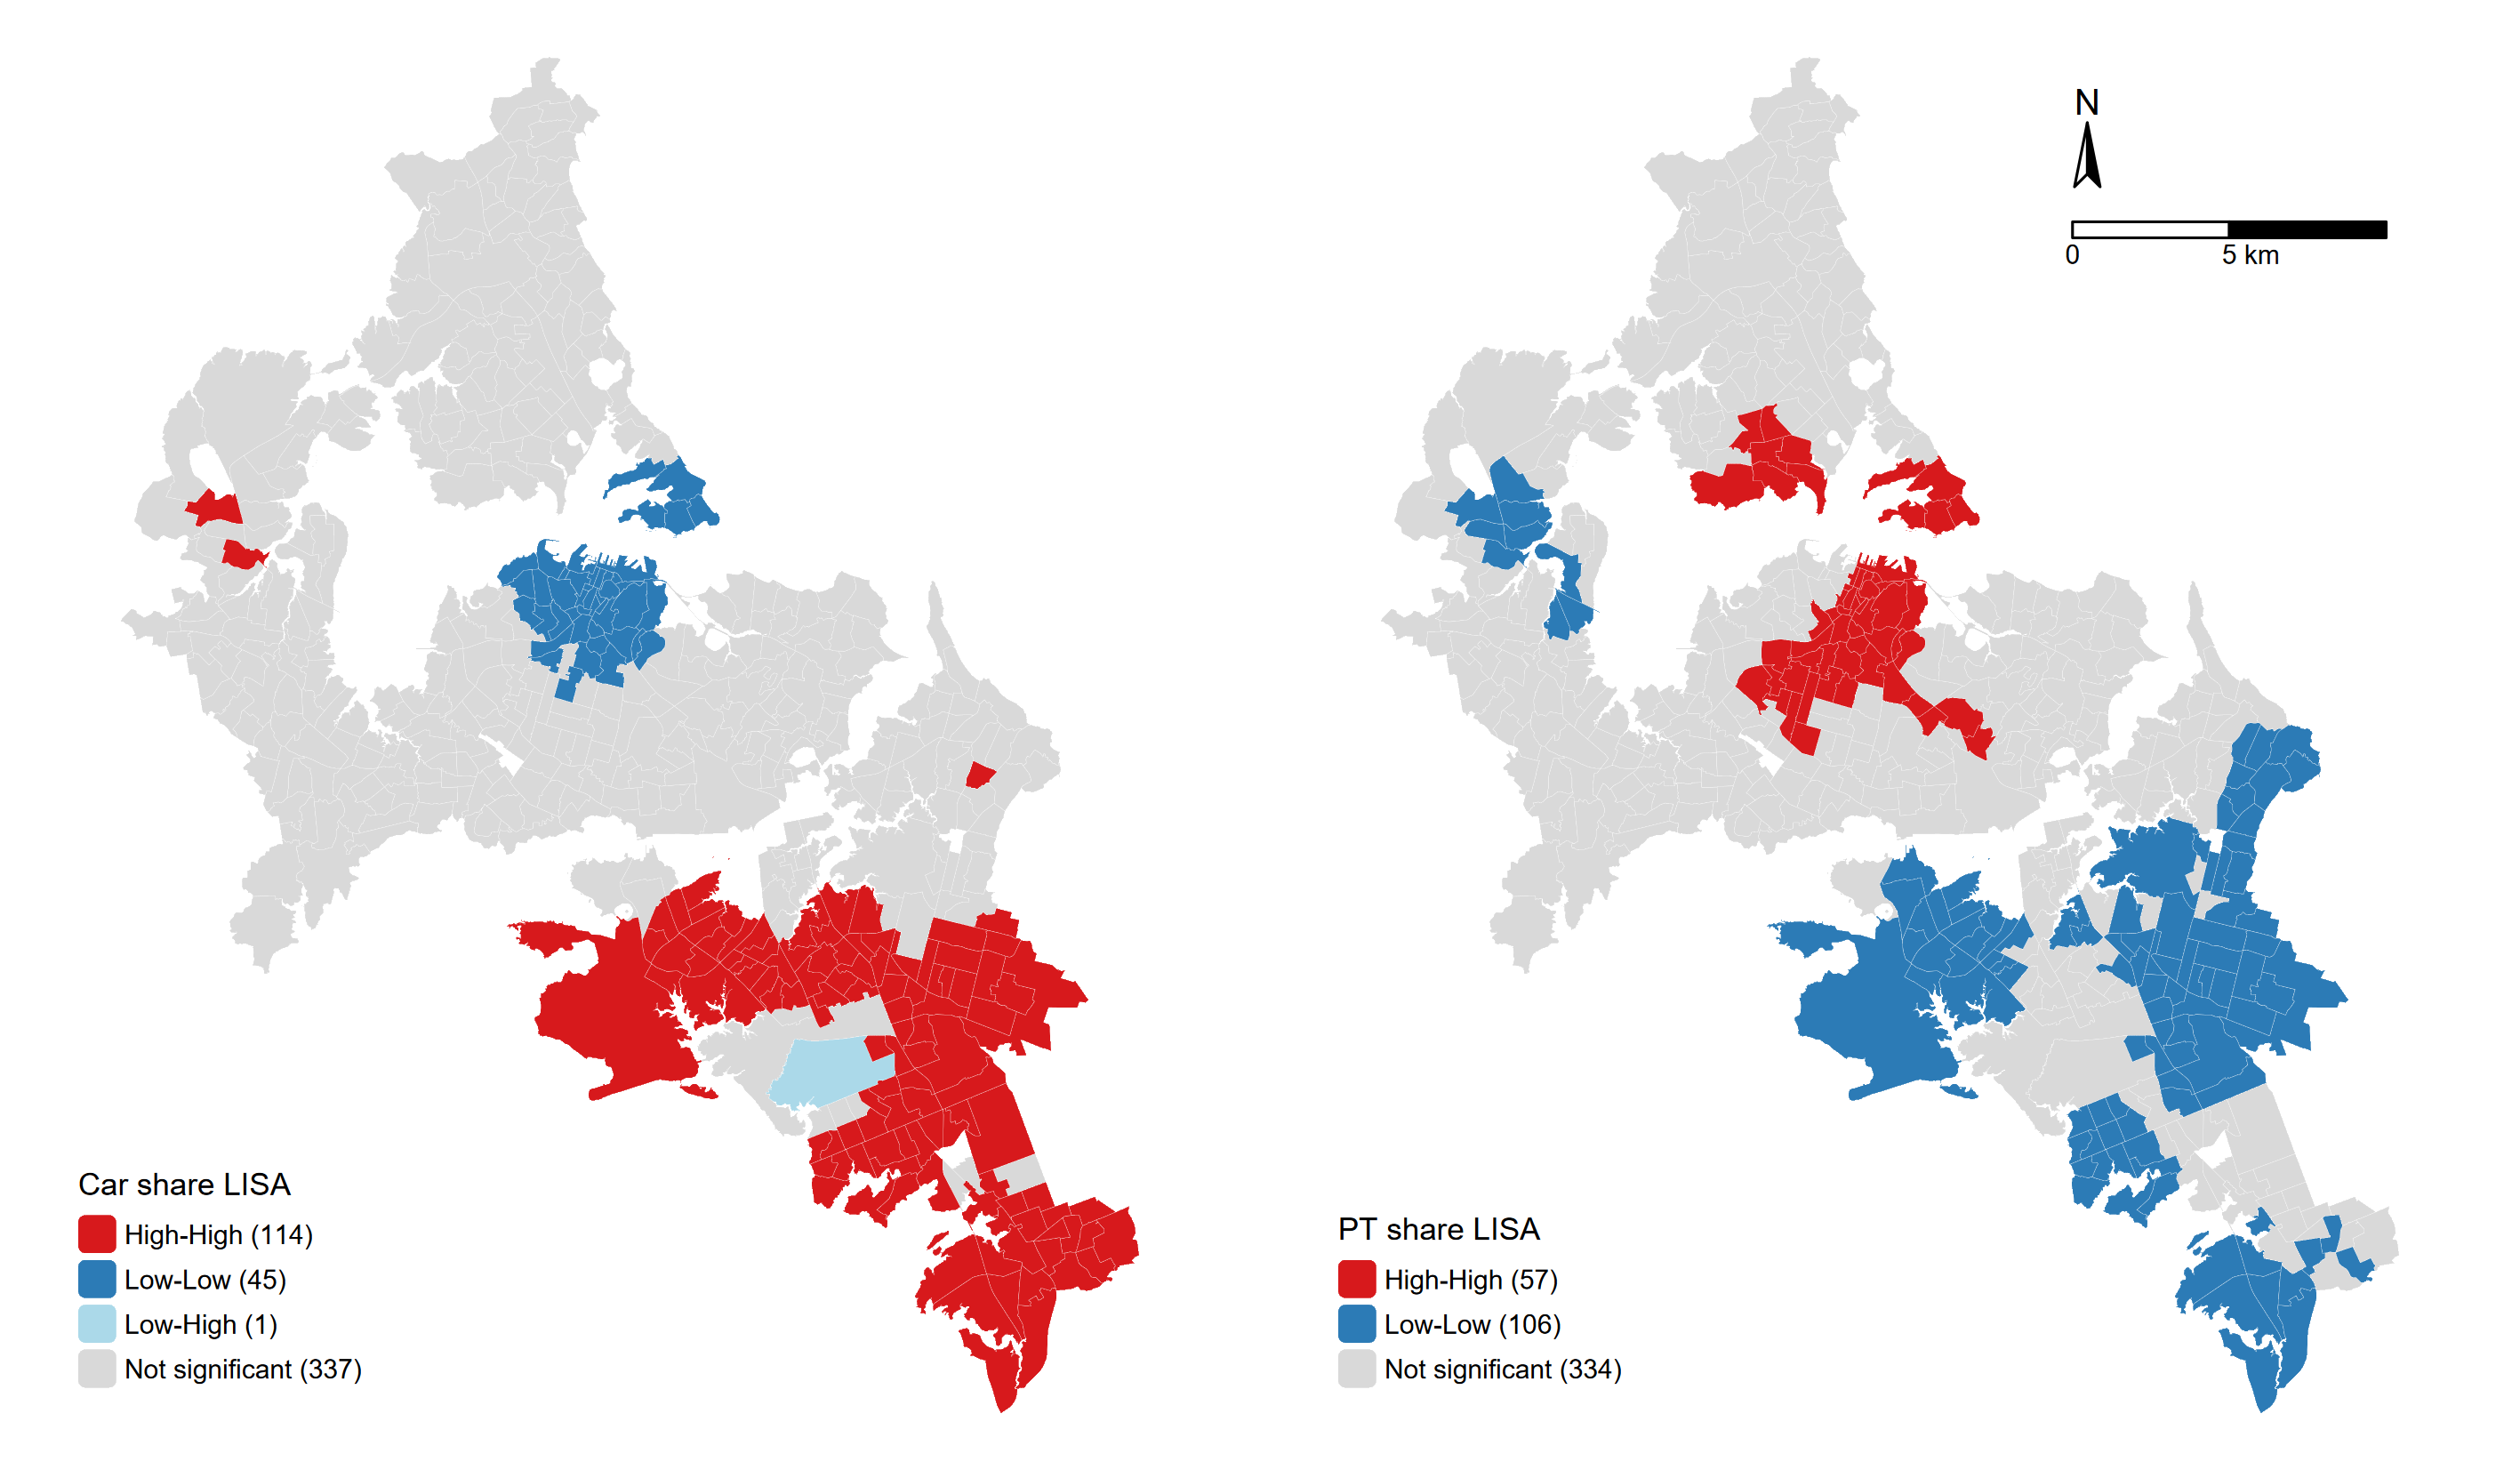 N
0
5 km
Car share LISA
High-High (114)
Low-Low (45)
Low-High (1)
Not significant (337)
PT share LISA
High-High (57)
Low-Low (106)
Not significant (334)